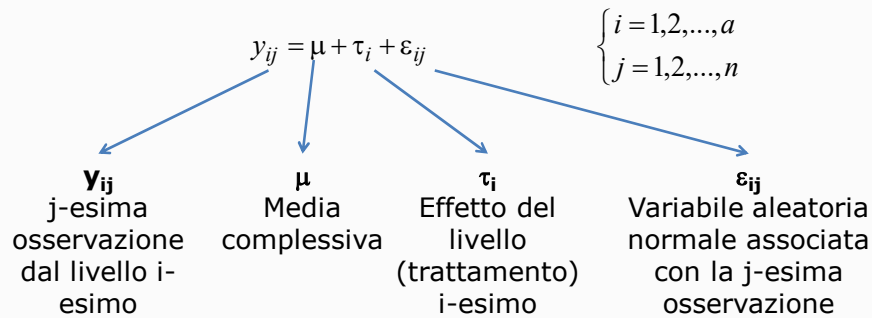 y_ij = μ + τ_i + ε_ij
{ i = 1,2,...,a
j = 1,2,...,n
y_ij
j-esima
osservazione
dal livello i-
esimo
μ
Media
complessiva
τ_i
Effetto del
livello
(trattamento)
i-esimo
ε_ij
Variabile aleatoria
normale associata
con la j-esima
osservazione